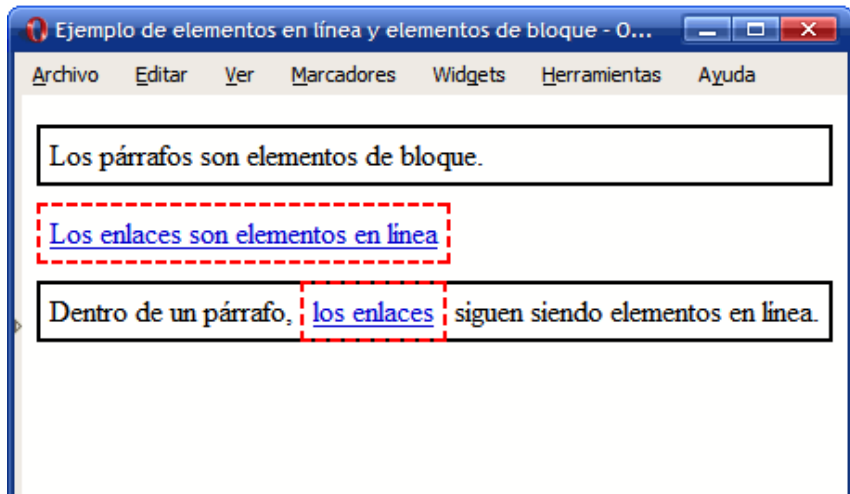 Ejemplo de elementos en línea y elementos de bloque - O...
Archivo Editar Ver Marcadores Widgets Herramientas Ayuda
Los párrafos son elementos de bloque.
Los enlaces son elementos en línea
Dentro de un párrafo, los enlaces siguen siendo elementos en línea.